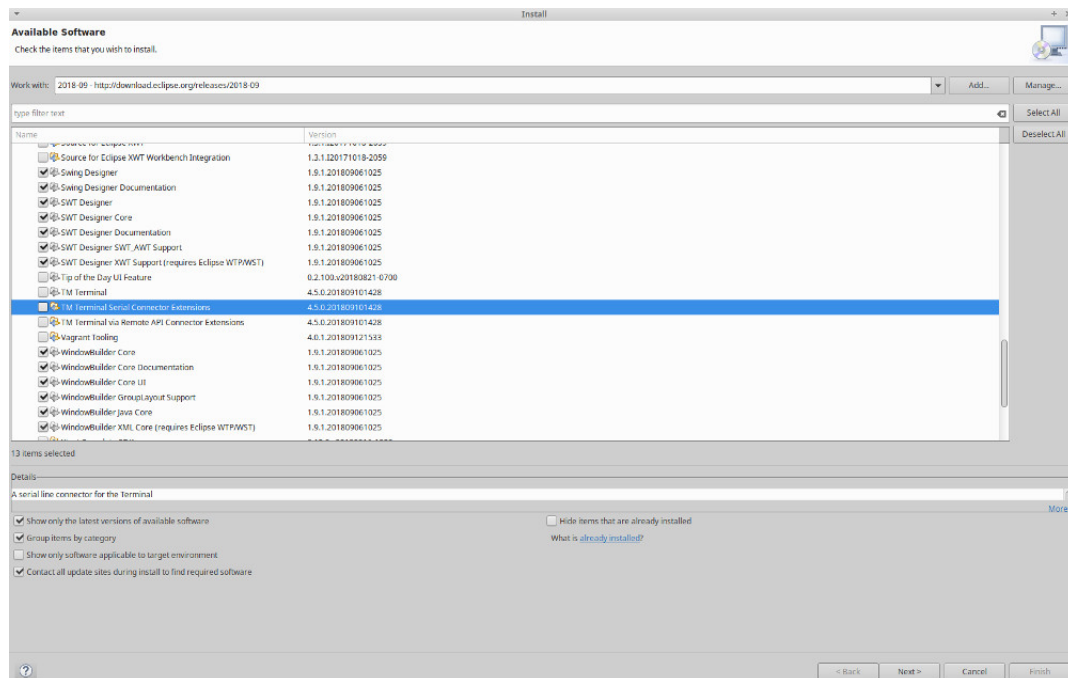 Install
Available Software
Check the items that you wish to install.
Work with: 2018-09 - http://download.eclipse.org/releases/2018-09 Add... Manage...
type filter text Select All
Name Version Deselect All
Source for Eclipse XWT
Source for Eclipse XWT Workbench Integration 1.3.1.I20171018-2059
Swing Designer 1.9.1.201809061025
Swing Designer Documentation 1.9.1.201809061025
SWT Designer 1.9.1.201809061025
SWT Designer Core 1.9.1.201809061025
SWT Designer Documentation 1.9.1.201809061025
SWT Designer SWT_AWT Support 1.9.1.201809061025
SWT Designer XWT Support (requires Eclipse WTP/WST) 1.9.1.201809061025
Tip of the Day UI Feature 0.2.100.v20180821-0700
TM Terminal 4.5.0.201809101428
TM Terminal Serial Connector Extensions 4.5.0.201809101428
TM Terminal via Remote API Connector Extensions 4.5.0.201809101428
Vagrant Tooling 4.0.1.201809121533
WindowBuilder Core 1.9.1.201809061025
WindowBuilder Core Documentation 1.9.1.201809061025
WindowBuilder Core UI 1.9.1.201809061025
WindowBuilder GroupLayout Support 1.9.1.201809061025
WindowBuilder Java Core 1.9.1.201809061025
WindowBuilder XML Core (requires Eclipse WTP/WST) 1.9.1.201809061025
13 items selected
Details
A serial line connector for the Terminal
More
Show only the latest versions of available software Hide items that are already installed
Group items by category What is already installed?
Show only software applicable to target environment
Contact all update sites during install to find required software
? < Back Next > Cancel Finish